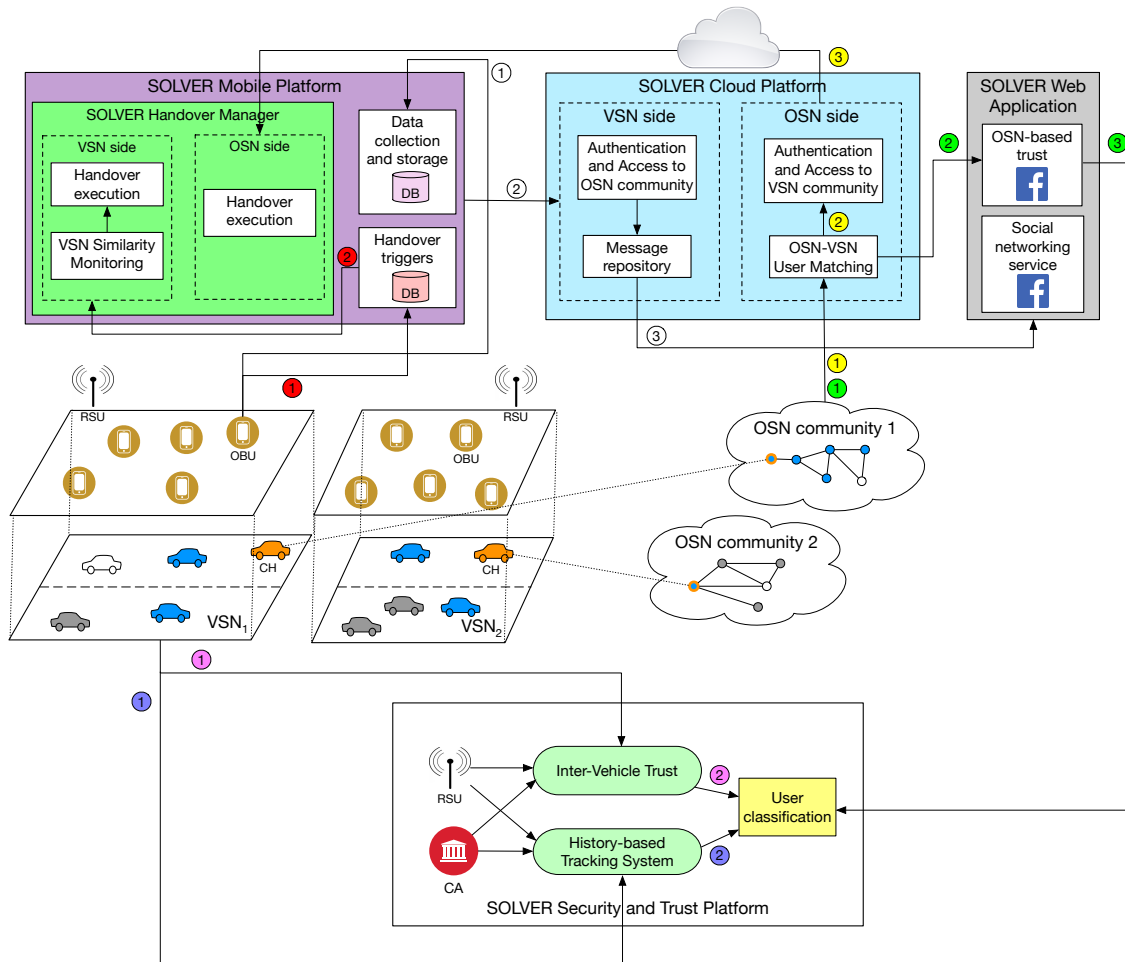 3
1
SOLVER Mobile Platform
SOLVER Handover Manager
VSN side
Handover
execution
VSN Similarity
Monitoring
OSN side
Handover
execution
Data
collection
and storage
DB
Handover
triggers
DB
2
2
SOLVER Cloud Platform
VSN side
Authentication
and Access to
OSN community
Message
repository
OSN side
Authentication
and Access to
VSN community
2
OSN-VSN
User Matching
2
SOLVER Web
Application
OSN-based
trust
f
Social
networking
service
f
3
3
1
1
1
RSU
OBU
RSU
OBU
OSN community 1
OSN community 2
CH
VSN1
CH
VSN2
1
1
RSU
CA
Inter-Vehicle Trust
History-based
Tracking System
2
2
User
classification
SOLVER Security and Trust Platform